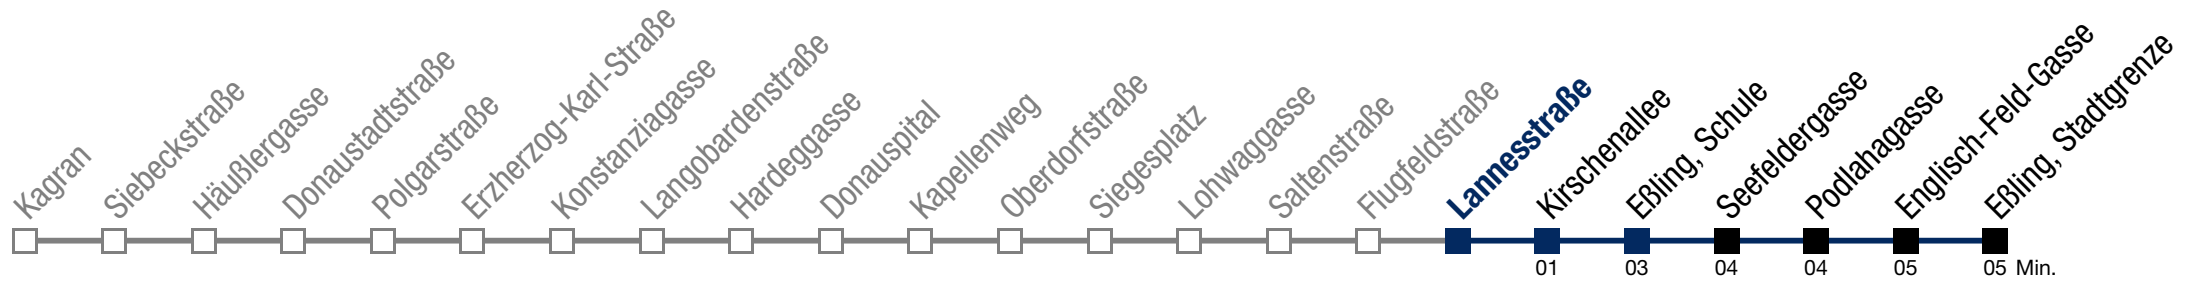 Kagran
Siebeckstraße
Häußlergasse
Donaustadtstraße
Polgarstraße
Erzherzog-Karl-Straße
Konstanziagasse
Langobardenstraße
Hardeggasse
Donauspital
Kapellenweg
Oberdorfstraße
Siegesplatz
Lohwaggasse
Saltenstraße
Flugfeldstraße
Lannesstraße
Kirschenallee
Eßling, Schule
Seefeldergasse
Podlahagasse
Englisch-Feld-Gasse
Eßling, Stadtgrenze
01 03 04 04 05 05 Min.